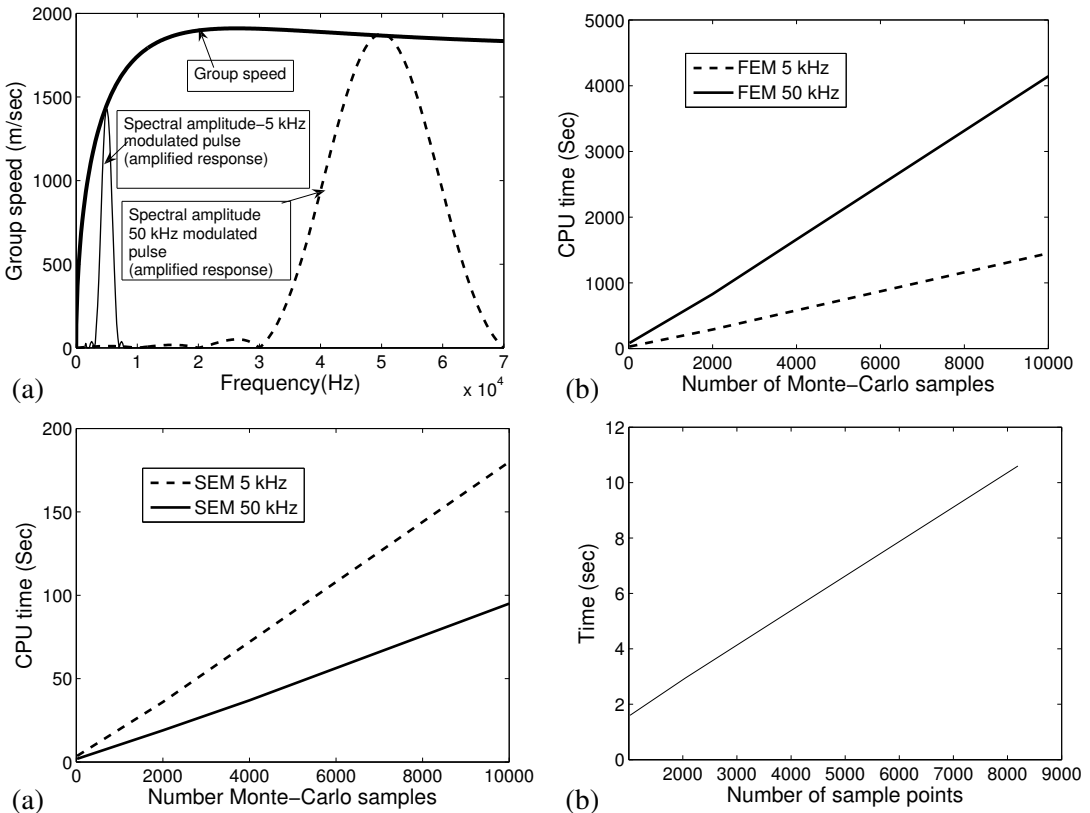 2000
1500
1000
500
0
Group speed (m/sec)
Group speed
Spectral amplitude−5 kHz
modulated pulse
(amplified response)
Spectral amplitude
50 kHz modulated
pulse
(amplified response)
0 1 2 3 4 5 6 7
Frequency(Hz)
x 10^4
(a)
5000
4000
3000
2000
1000
0
CPU time (Sec)
FEM 5 kHz
FEM 50 kHz
0 2000 4000 6000 8000 10000
Number of Monte−Carlo samples
(b)
200
150
100
50
0
CPU time (Sec)
SEM 5 kHz
SEM 50 kHz
0 2000 4000 6000 8000 10000
Number Monte−Carlo samples
(a)
12
10
8
6
4
2
0
Time (sec)
2000 3000 4000 5000 6000 7000 8000 9000
Number of sample points
(b)